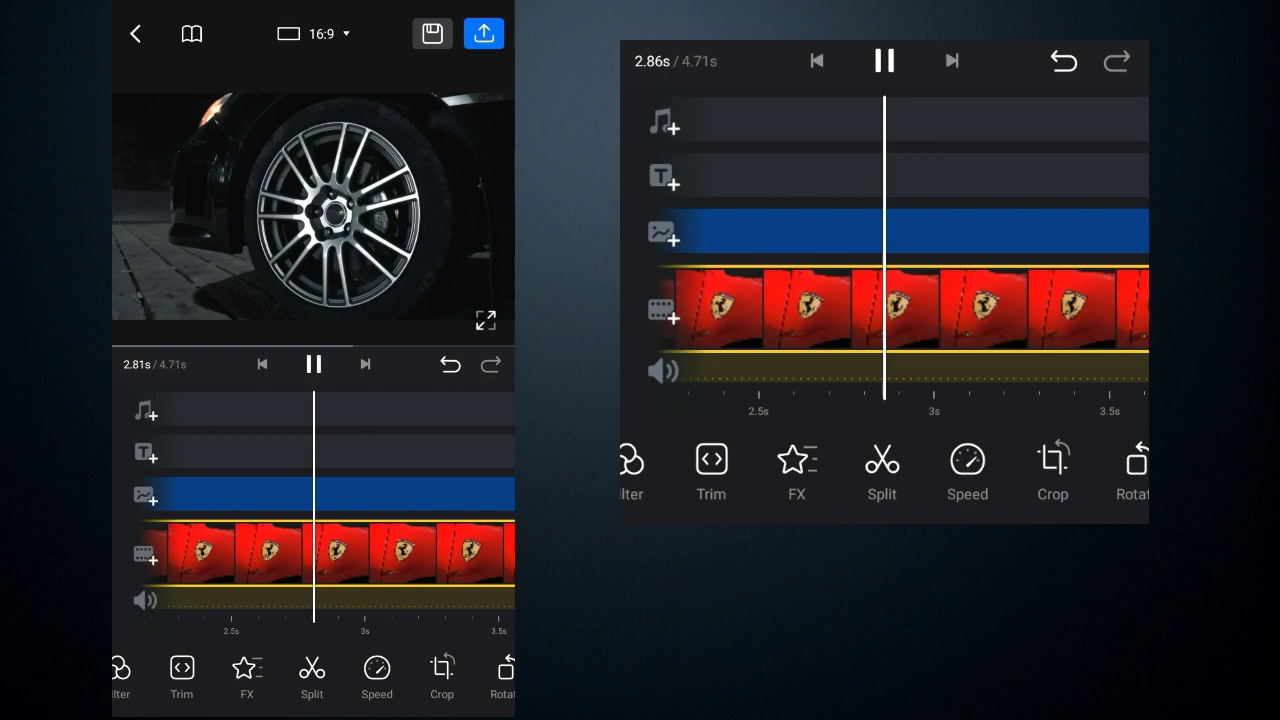 16:9
2.81s / 4.71s
2.5s
3s
3.5s
lter
Trim
FX
Split
Speed
Crop
Rotat
2.86s / 4.71s
2.5s
3s
3.5s
ilter
Trim
FX
Split
Speed
Crop
Rotat